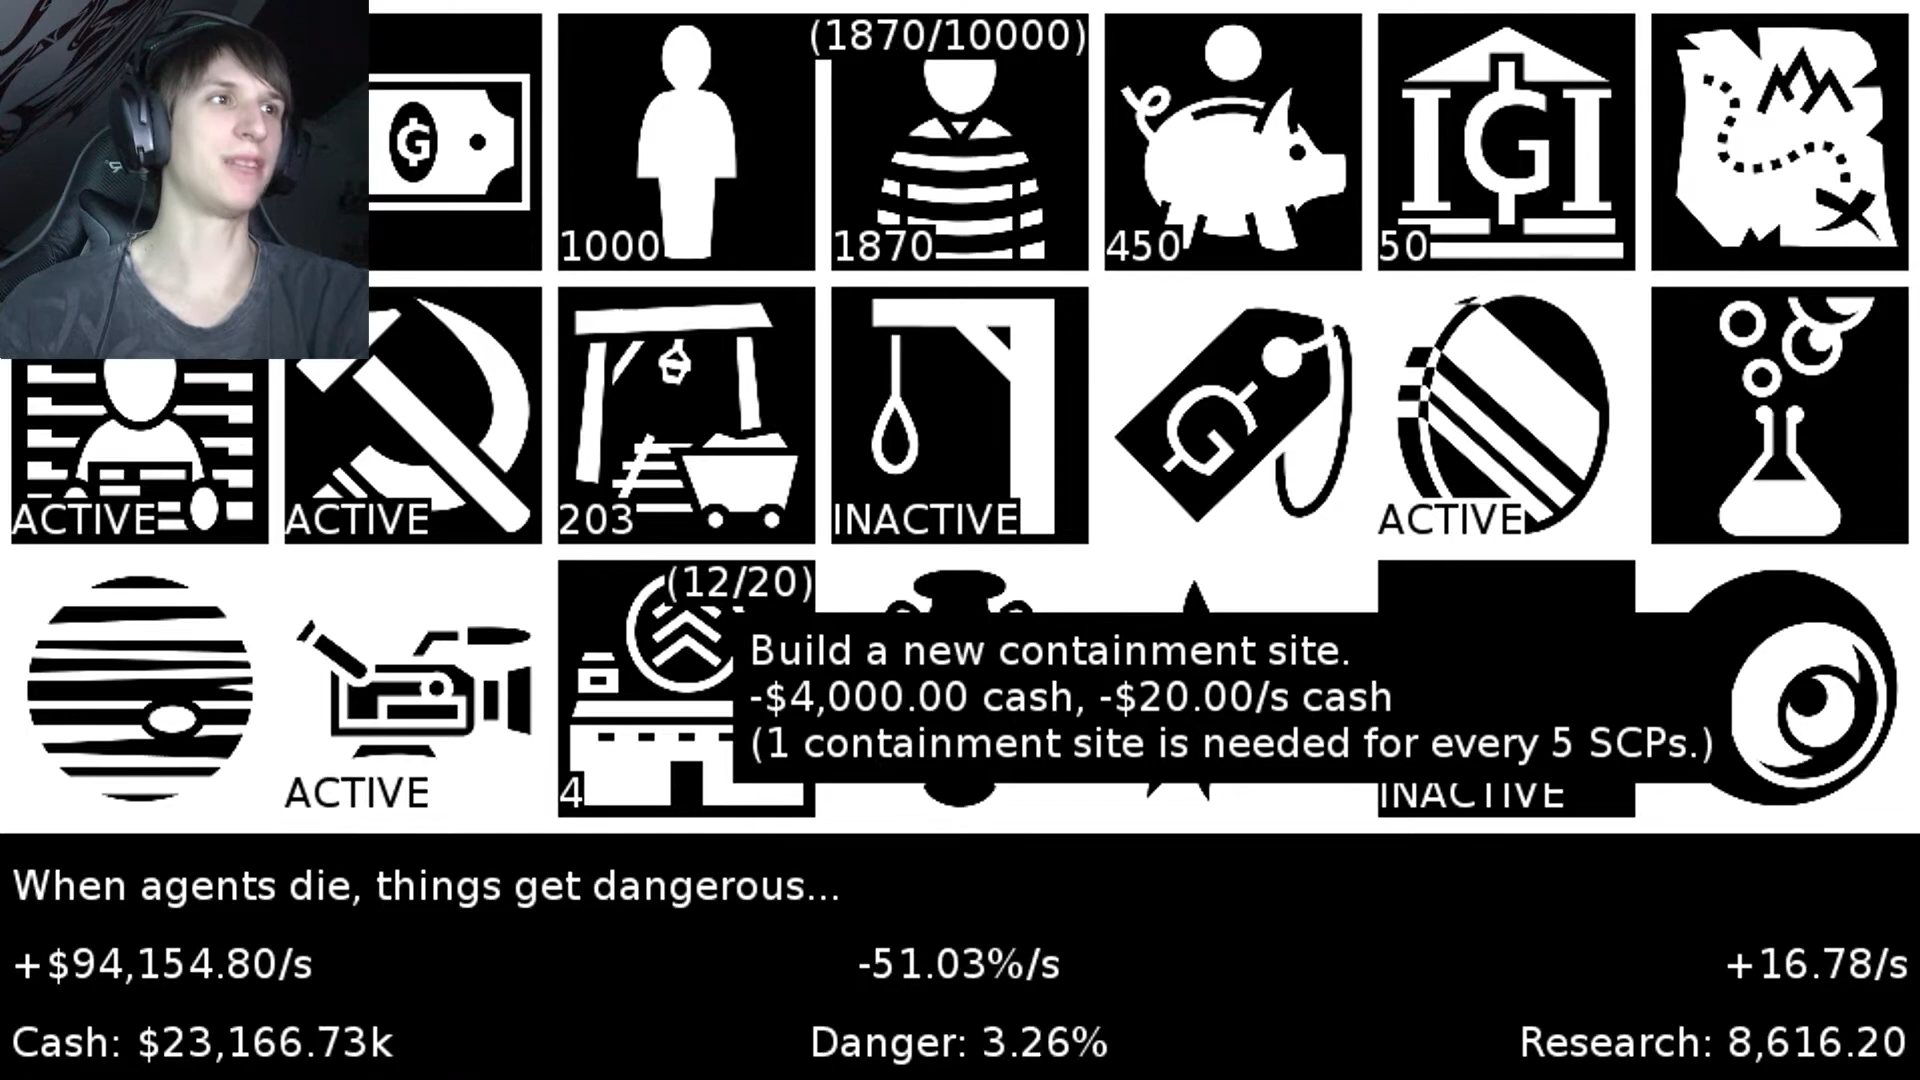 (1870/10000)
1000
1870
450
50
ACTIVE
ACTIVE
203
INACTIVE
ACTIVE
(12/20)
ACTIVE
4
Build a new containment site.
-$4,000.00 cash, -$20.00/s cash
(1 containment site is needed for every 5 SCPs.)
INACTIVE
When agents die, things get dangerous...
+$94,154.80/s
-51.03%/s
+16.78/s
Cash: $23,166.73k
Danger: 3.26%
Research: 8,616.20